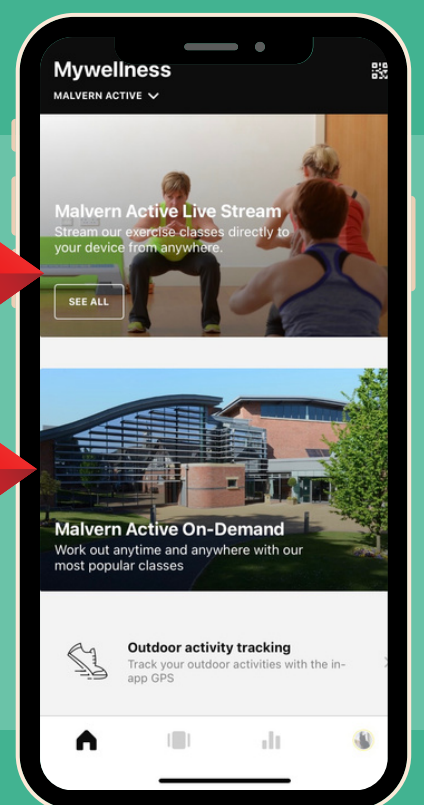 Mywellness
MALVERN ACTIVE
Malvern Active Live Stream
Stream our exercise classes directly to
your device from anywhere.
SEE ALL
Malvern Active On-Demand
Work out anytime and anywhere with our
most popular classes
Outdoor activity tracking
Track your outdoor activities with the in-
app GPS